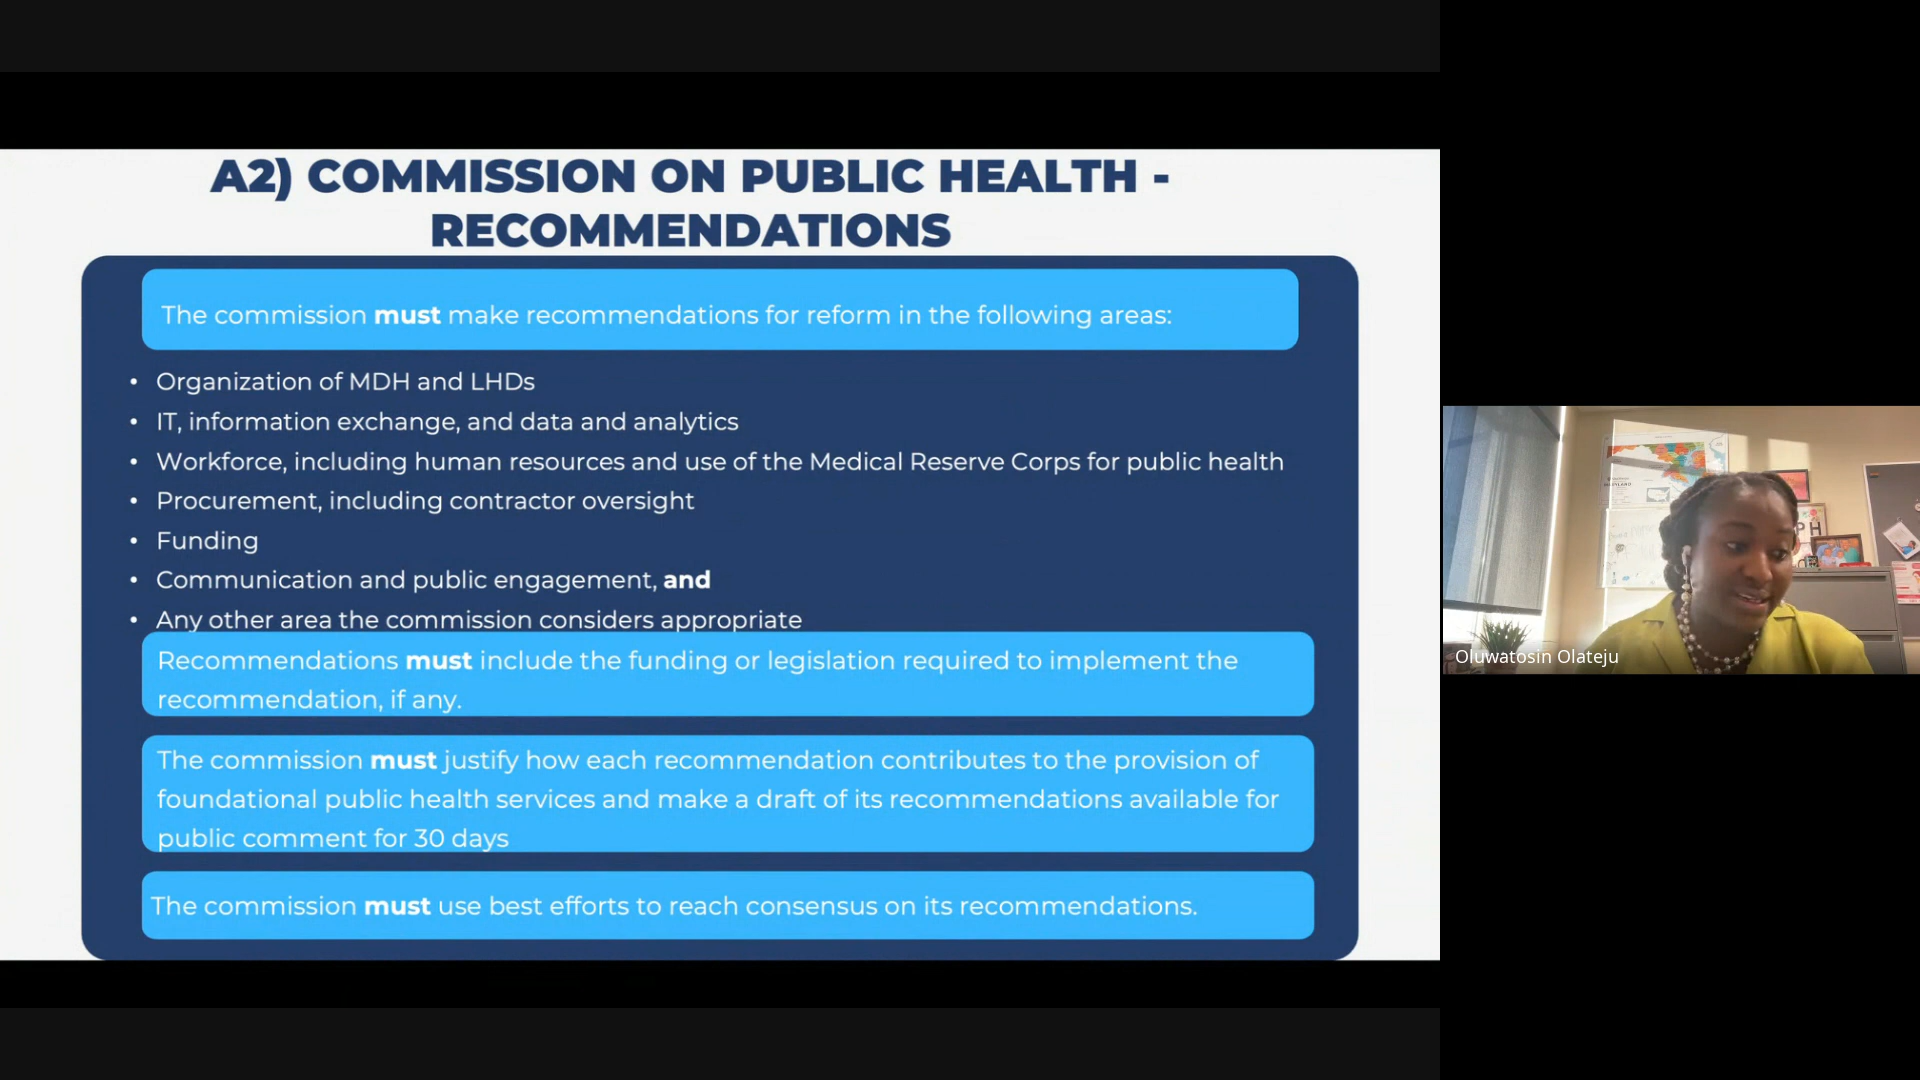 A2) COMMISSION ON PUBLIC HEALTH -
RECOMMENDATIONS
The commission must make recommendations for reform in the following areas:
• Organization of MDH and LHDs
• IT, information exchange, and data and analytics
• Workforce, including human resources and use of the Medical Reserve Corps for public health
• Procurement, including contractor oversight
• Funding
• Communication and public engagement, and
• Any other area the commission considers appropriate
Recommendations must include the funding or legislation required to implement the
recommendation, if any.
The commission must justify how each recommendation contributes to the provision of
foundational public health services and make a draft of its recommendations available for
public comment for 30 days
The commission must use best efforts to reach consensus on its recommendations.
PH
Oluwatosin Olateju